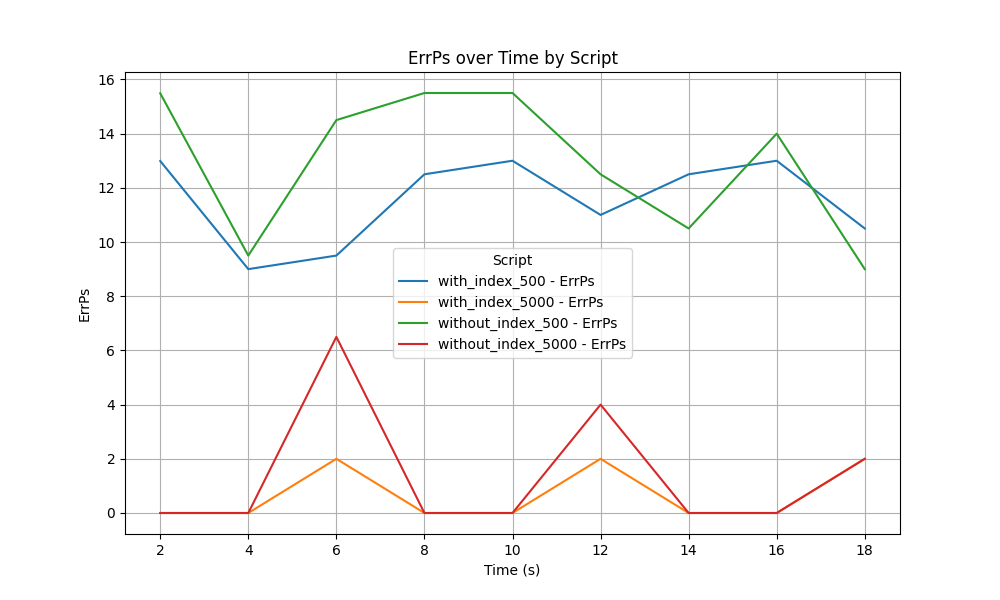 ErrPs over Time by Script
16
14
12
10
8
6
4
2
0
ErrPs
Script
with_index_500 - ErrPs
with_index_5000 - ErrPs
without_index_500 - ErrPs
without_index_5000 - ErrPs
2 4 6 8 10 12 14 16 18
Time (s)